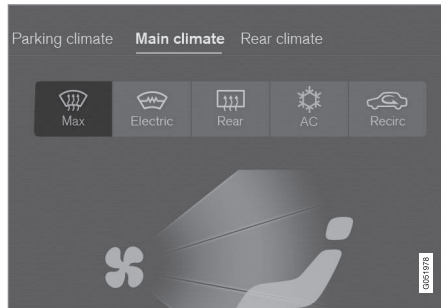 Parking climate Main climate Rear climate
Max Electric Rear AC Recirc
G051978